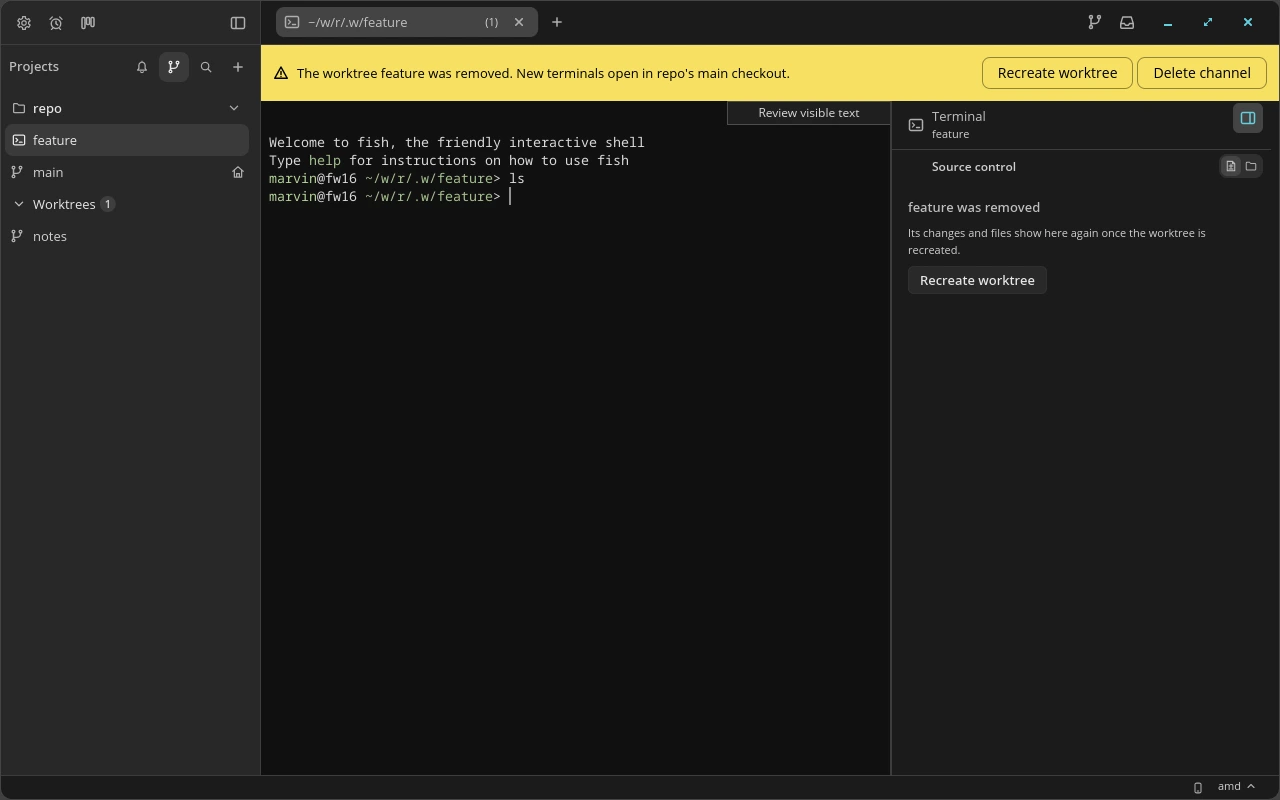 ~/w/r/.w/feature (1)
Projects
The worktree feature was removed. New terminals open in repo's main checkout.
Recreate worktree
Delete channel
repo
feature
main
Worktrees 1
notes
Review visible text
Welcome to fish, the friendly interactive shell
Type help for instructions on how to use fish
marvin@fw16 ~/w/r/.w/feature> ls
marvin@fw16 ~/w/r/.w/feature>
Terminal
feature
Source control
feature was removed
Its changes and files show here again once the worktree is
recreated.
Recreate worktree
amd